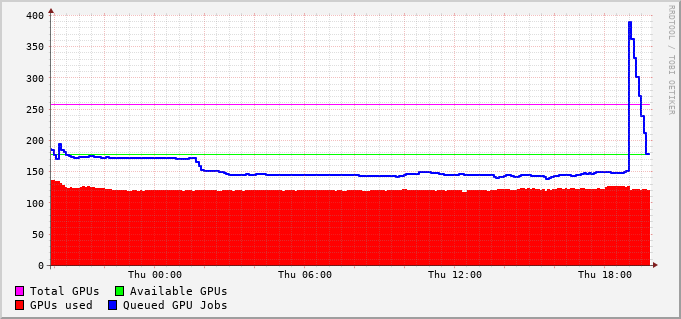 400
350
300
250
200
150
100
50
0
Thu 00:00
Thu 06:00
Thu 12:00
Thu 18:00
Total GPUs
Available GPUs
GPUs used
Queued GPU Jobs
RRDTOOL / TOBI OETIKER